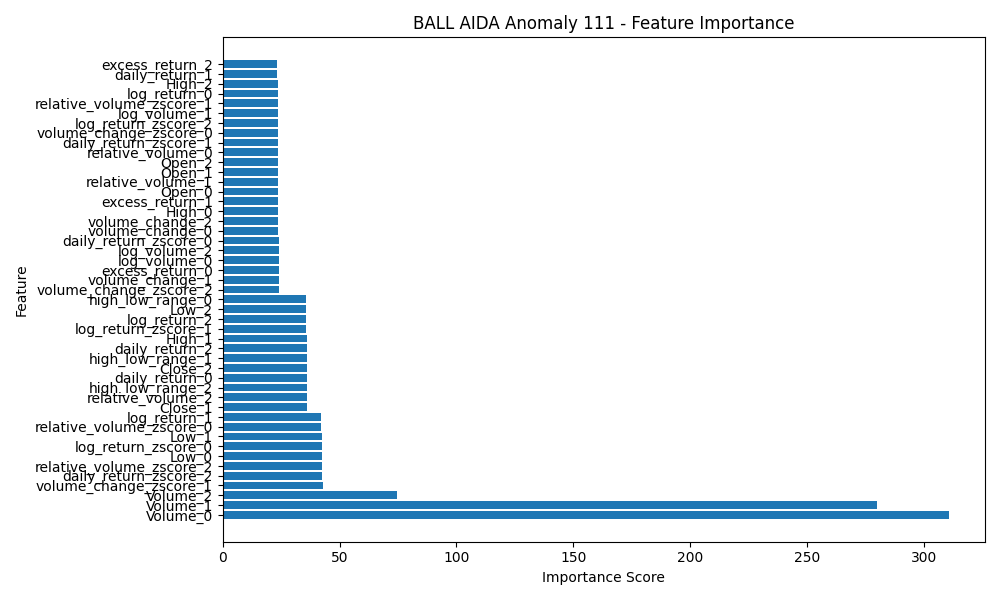 BALL AIDA Anomaly 111 - Feature Importance
excess_return_2
daily_return_1
High_2
log_return_0
relative_volume_zscore_1
log_volume_1
log_return_zscore_2
volume_change_zscore_0
daily_return_zscore_1
relative_volume_0
Open_2
Open_1
relative_volume_1
Open_0
excess_return_1
High_0
volume_change_2
volume_change_0
daily_return_zscore_0
log_volume_2
log_volume_0
excess_return_0
volume_change_1
volume_change_zscore_2
high_low_range_0
Low_2
log_return_2
log_return_zscore_1
High_1
daily_return_2
high_low_range_1
Close_2
daily_return_0
high_low_range_2
relative_volume_2
Close_1
log_return_1
relative_volume_zscore_0
Low_1
log_return_zscore_0
Low_0
relative_volume_zscore_2
daily_return_zscore_2
volume_change_zscore_1
Volume_2
Volume_1
Volume_0
Feature
0 50 100 150 200 250 300
Importance Score